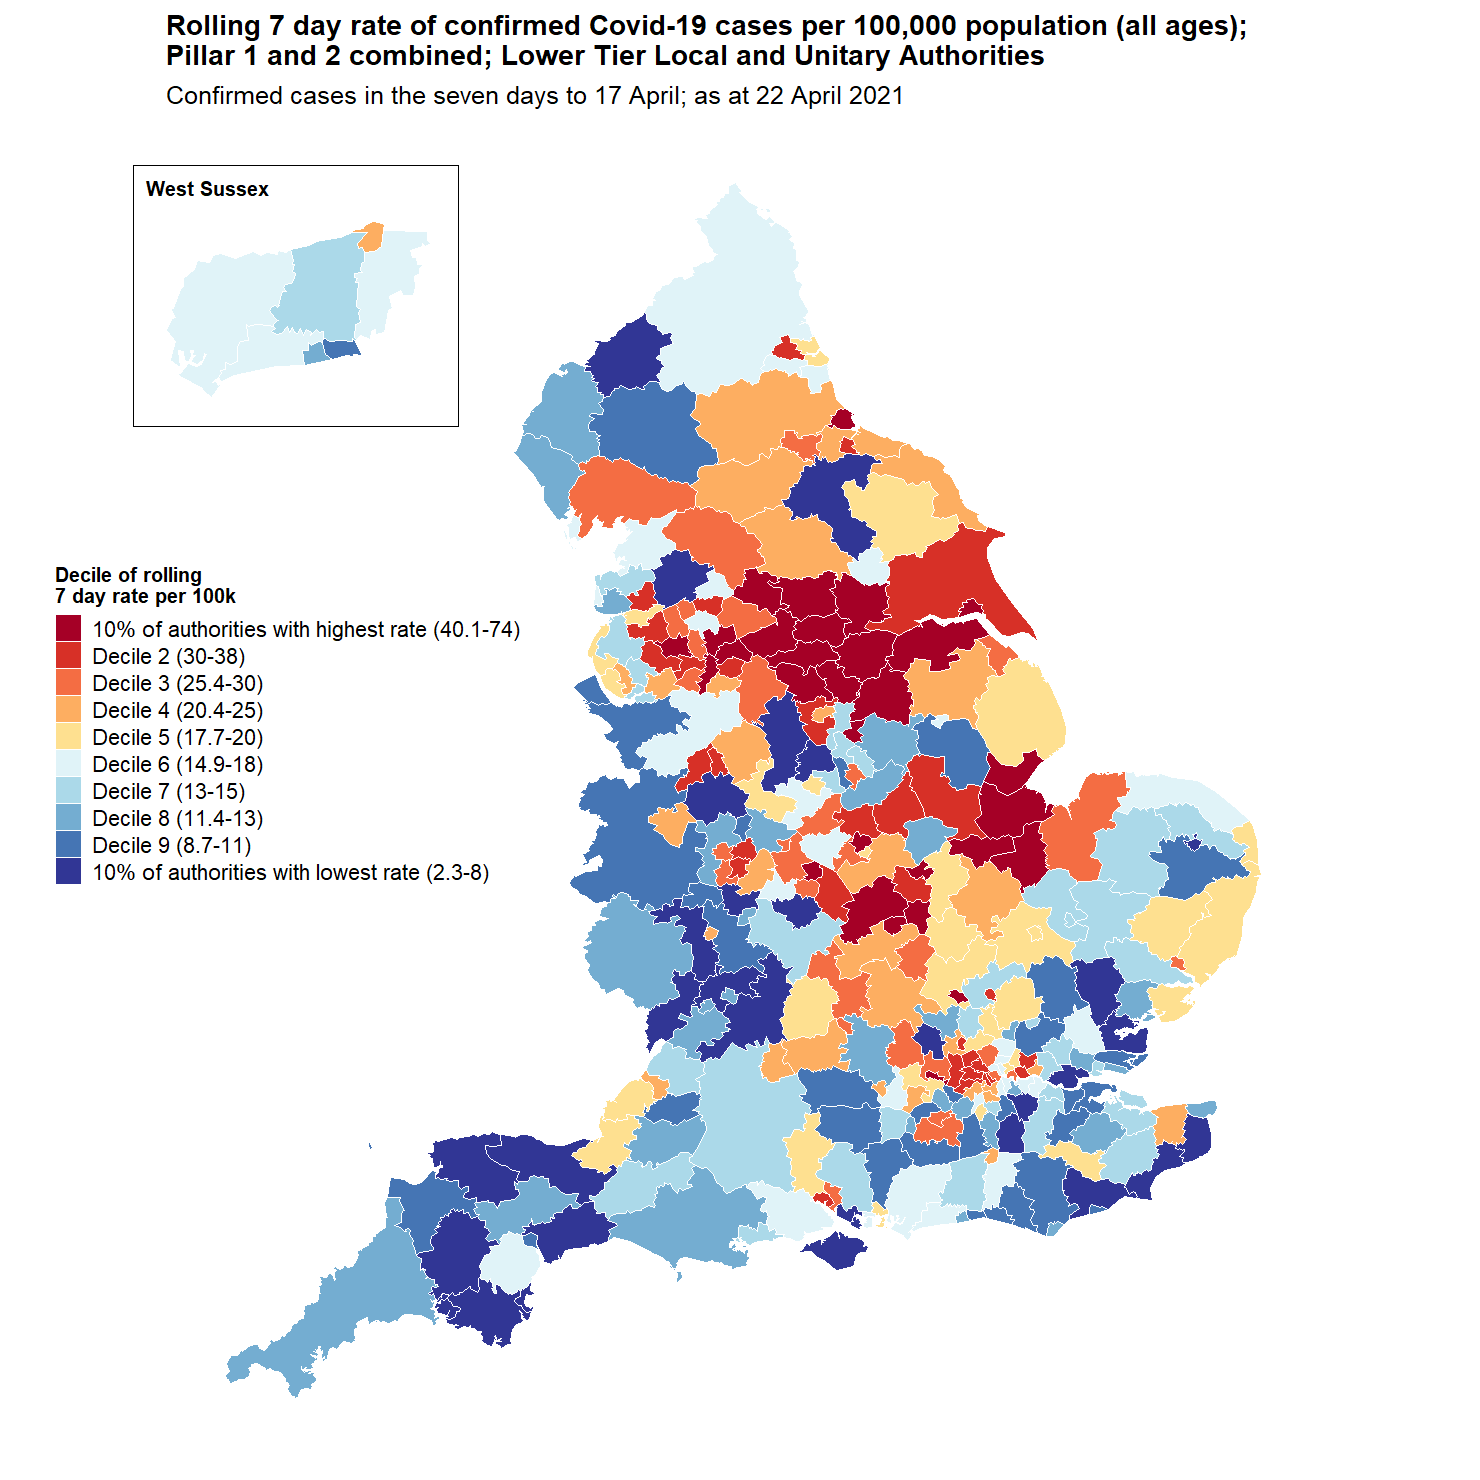 Rolling 7 day rate of confirmed Covid-19 cases per 100,000 population (all ages);
Pillar 1 and 2 combined; Lower Tier Local and Unitary Authorities
Confirmed cases in the seven days to 17 April; as at 22 April 2021
West Sussex
Decile of rolling
7 day rate per 100k
10% of authorities with highest rate (40.1-74)
Decile 2 (30-38)
Decile 3 (25.4-30)
Decile 4 (20.4-25)
Decile 5 (17.7-20)
Decile 6 (14.9-18)
Decile 7 (13-15)
Decile 8 (11.4-13)
Decile 9 (8.7-11)
10% of authorities with lowest rate (2.3-8)